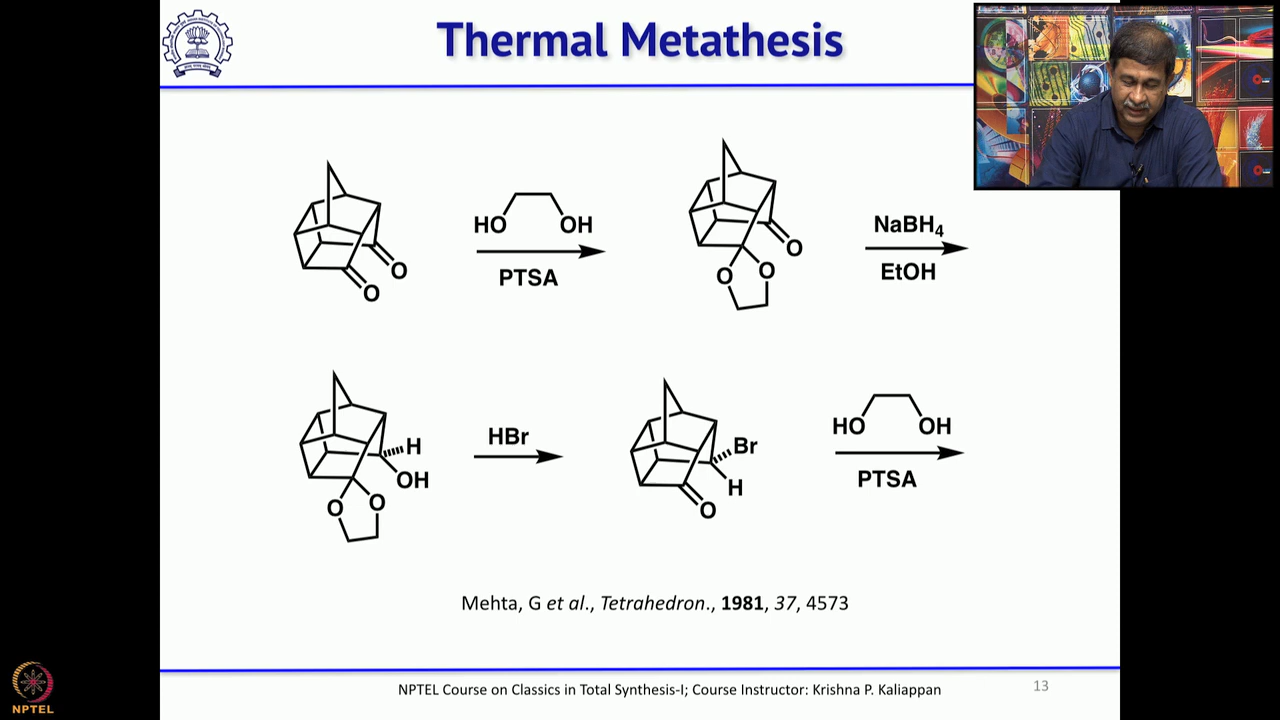 Thermal Metathesis
HO OH
PTSA
O
O
O
O O
NaBH4
EtOH
H
OH
O O
HBr
Br
H
O
HO OH
PTSA
Mehta, G et al., Tetrahedron., 1981, 37, 4573
NPTEL Course on Classics in Total Synthesis-I; Course Instructor: Krishna P. Kaliappan
13
NPTEL